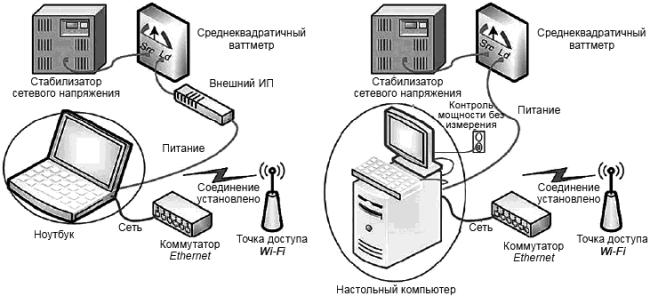 Среднеквадратичный
ваттметр
Src Ld
Стабилизатор
сетевого напряжения
Внешний ИП
Питание
Соединение
установлено
Ноутбук
Сеть
Коммутатор
Ethernet
Точка доступа
Wi-Fi
Среднеквадратичный
ваттметр
Src Ld
Стабилизатор
сетевого напряжения
Контроль
мощности без
измерения
Питание
Соединение
установлено
Сеть
Коммутатор
Ethernet
Точка доступа
Wi-Fi
Настольный компьютер